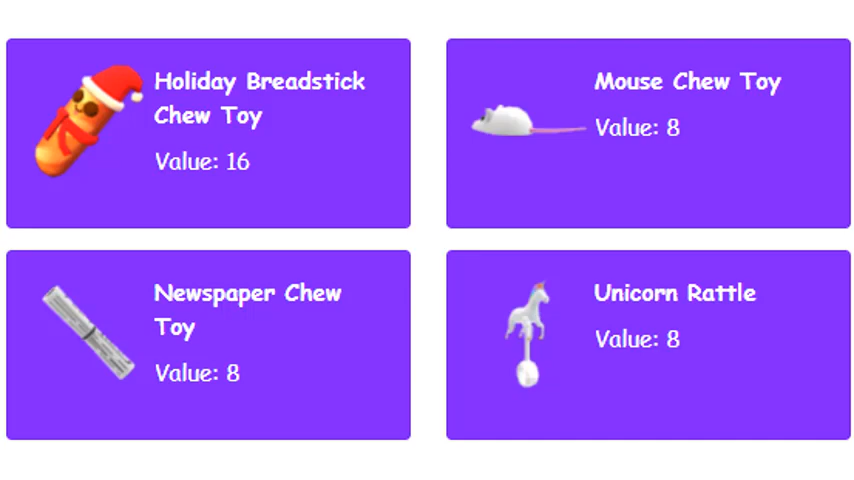 Holiday Breadstick
Chew Toy
Value: 16
Mouse Chew Toy
Value: 8
Newspaper Chew
Toy
Value: 8
Unicorn Rattle
Value: 8